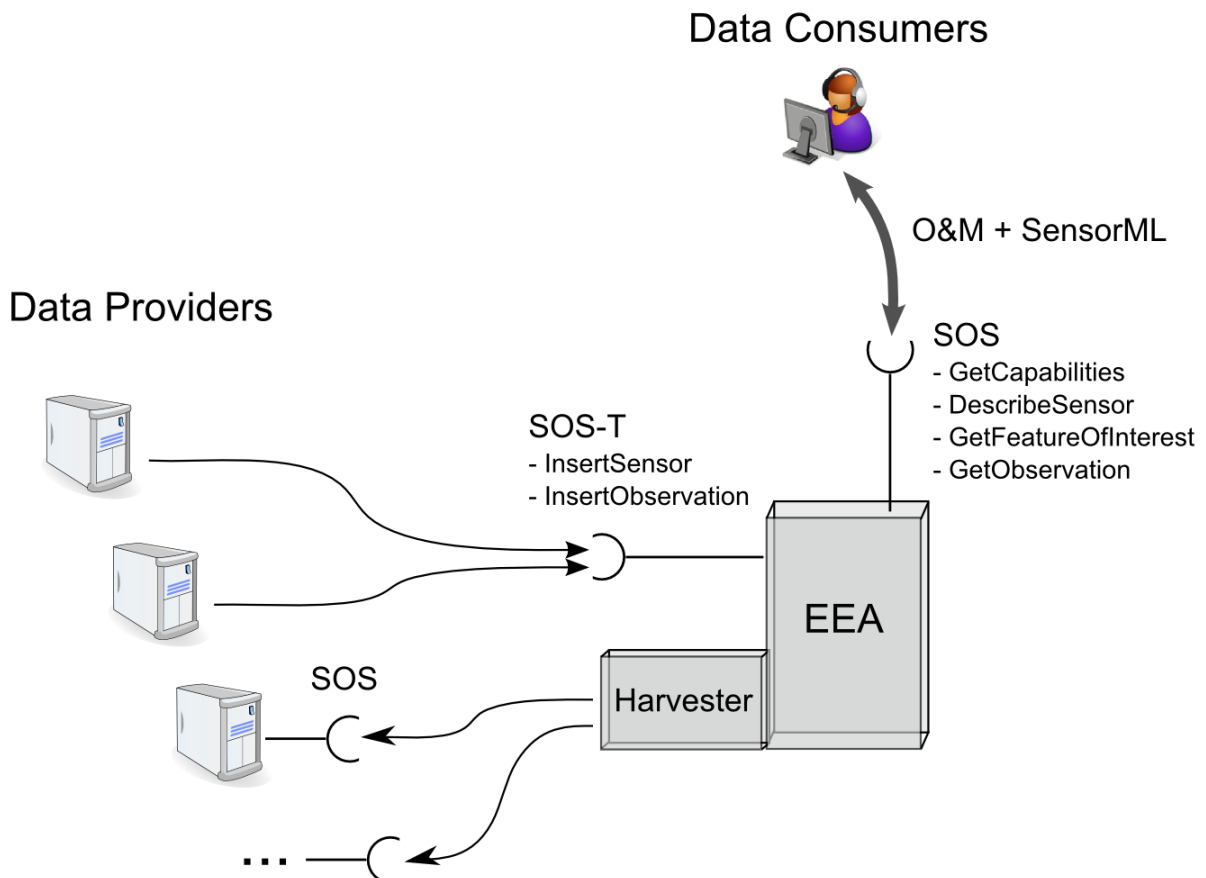 Data Consumers
O&M + SensorML
Data Providers
SOS
- GetCapabilities
- DescribeSensor
- GetFeatureOfInterest
- GetObservation
SOS-T
- InsertSensor
- InsertObservation
EEA
SOS
Harvester
...